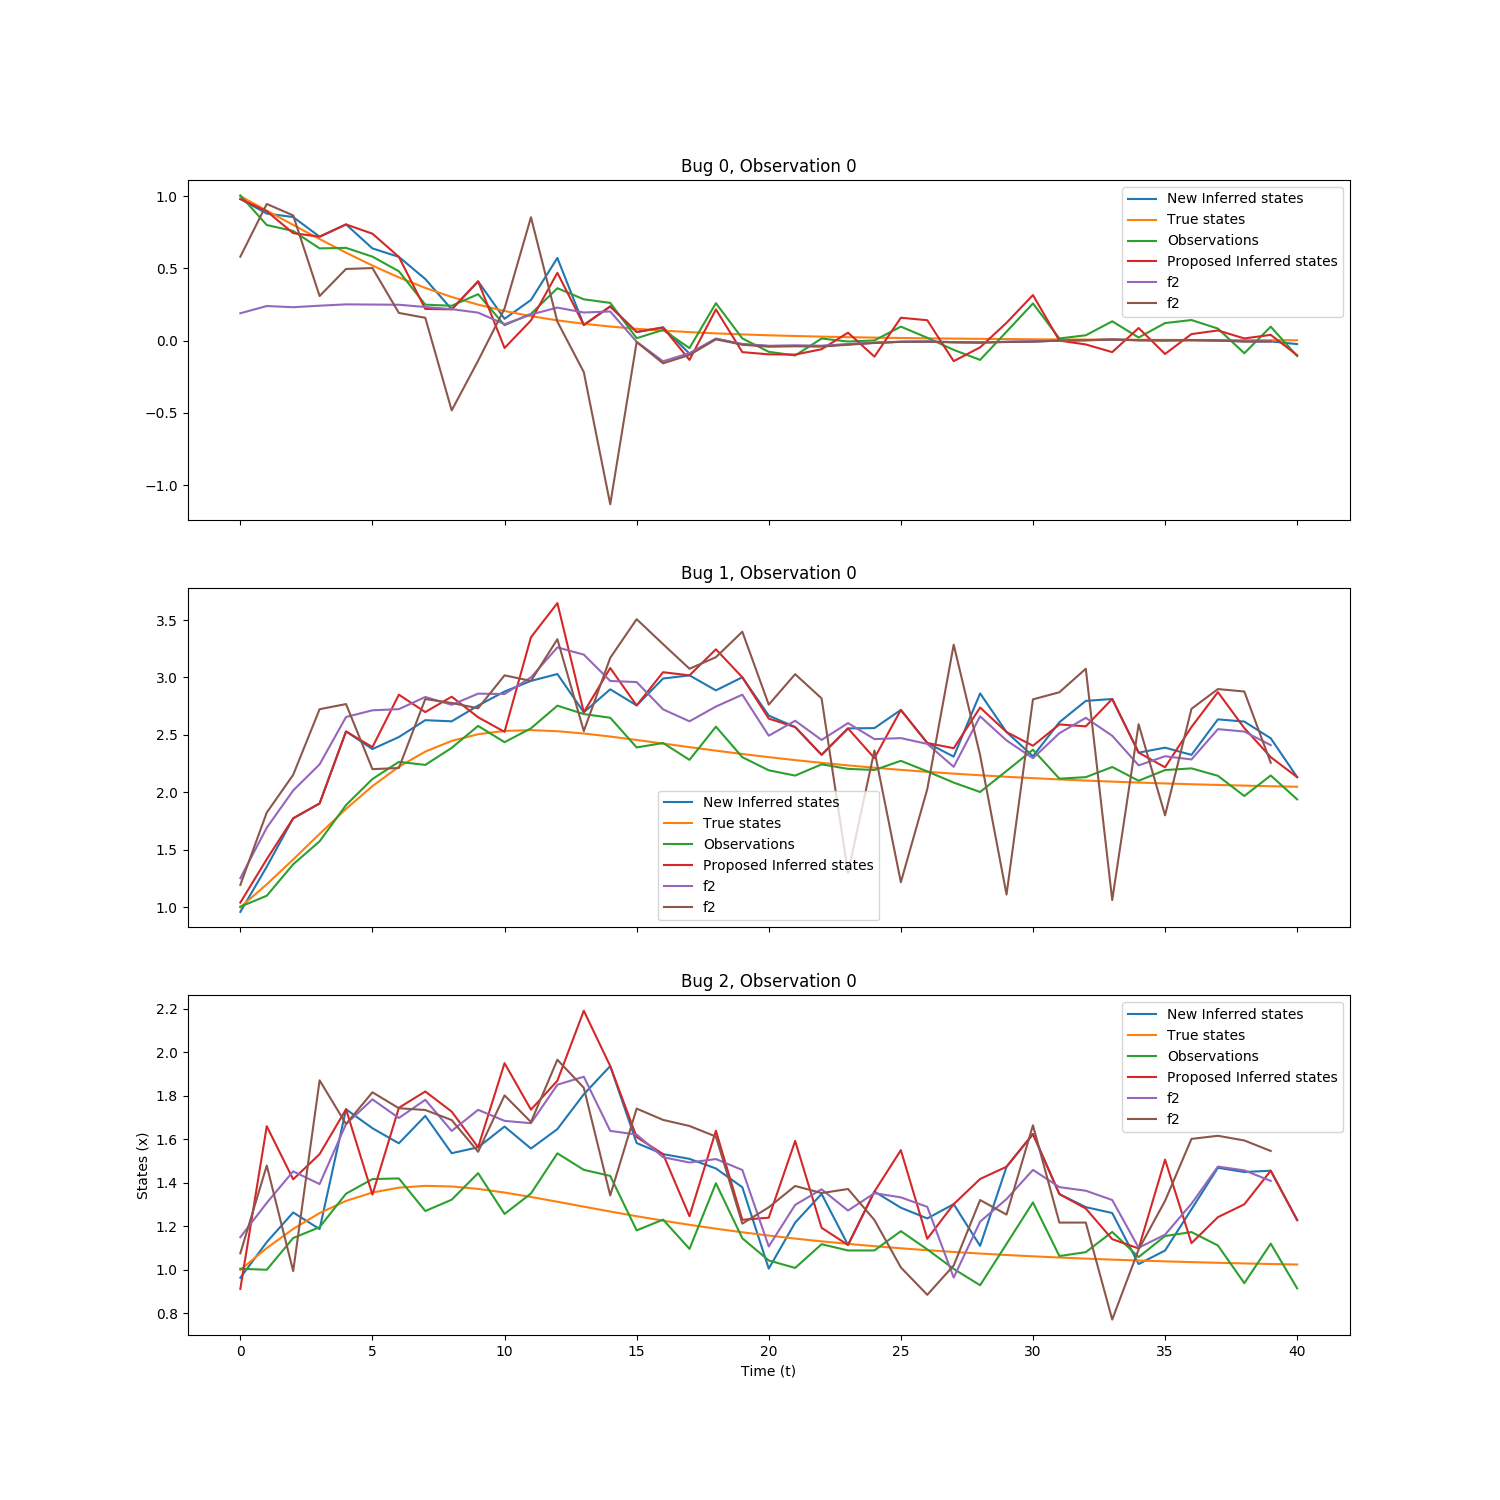 Bug 0, Observation 0
1.0
0.5
0.0
−0.5
−1.0
New Inferred states
True states
Observations
Proposed Inferred states
f2
f2
Bug 1, Observation 0
3.5
3.0
2.5
2.0
1.5
1.0
New Inferred states
True states
Observations
Proposed Inferred states
f2
f2
Bug 2, Observation 0
States (x)
2.2
2.0
1.8
1.6
1.4
1.2
1.0
0.8
New Inferred states
True states
Observations
Proposed Inferred states
f2
f2
0 5 10 15 20 25 30 35 40
Time (t)